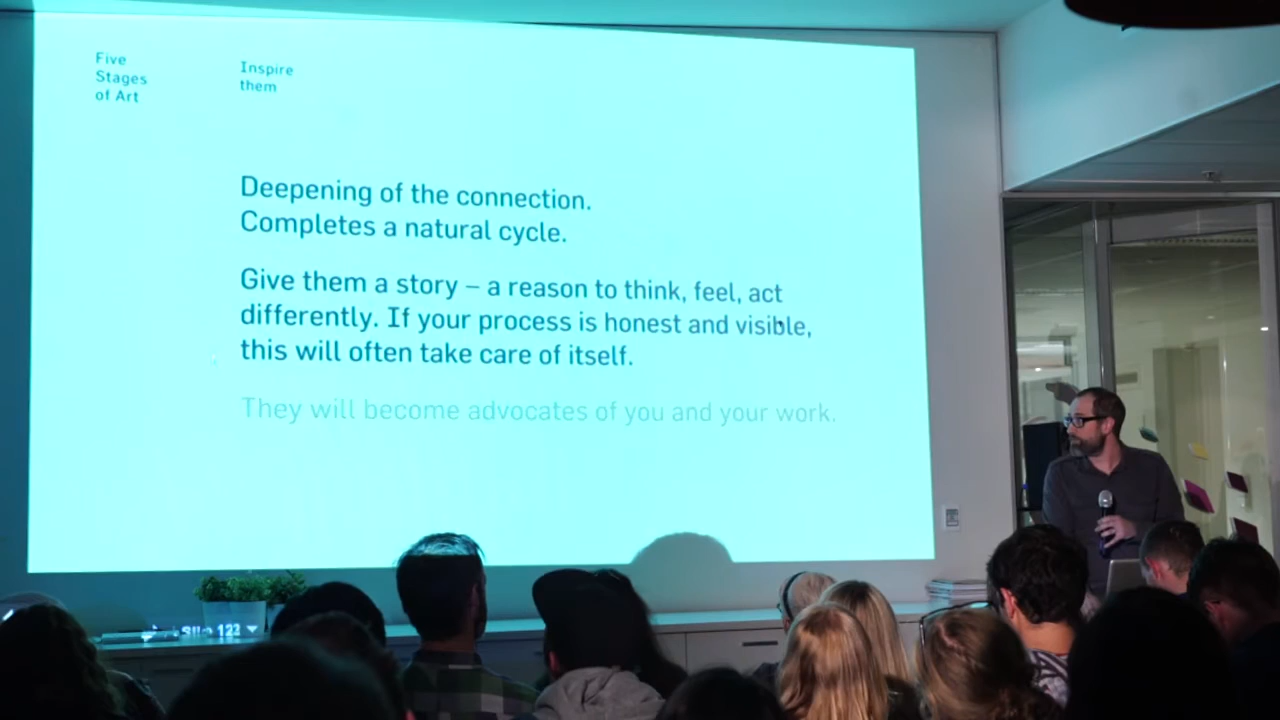 Five
Stages
of Art
Inspire
them
Deepening of the connection.
Completes a natural cycle.
Give them a story – a reason to think, feel, act
differently. If your process is honest and visible,
this will often take care of itself.
They will become advocates of you and your work.